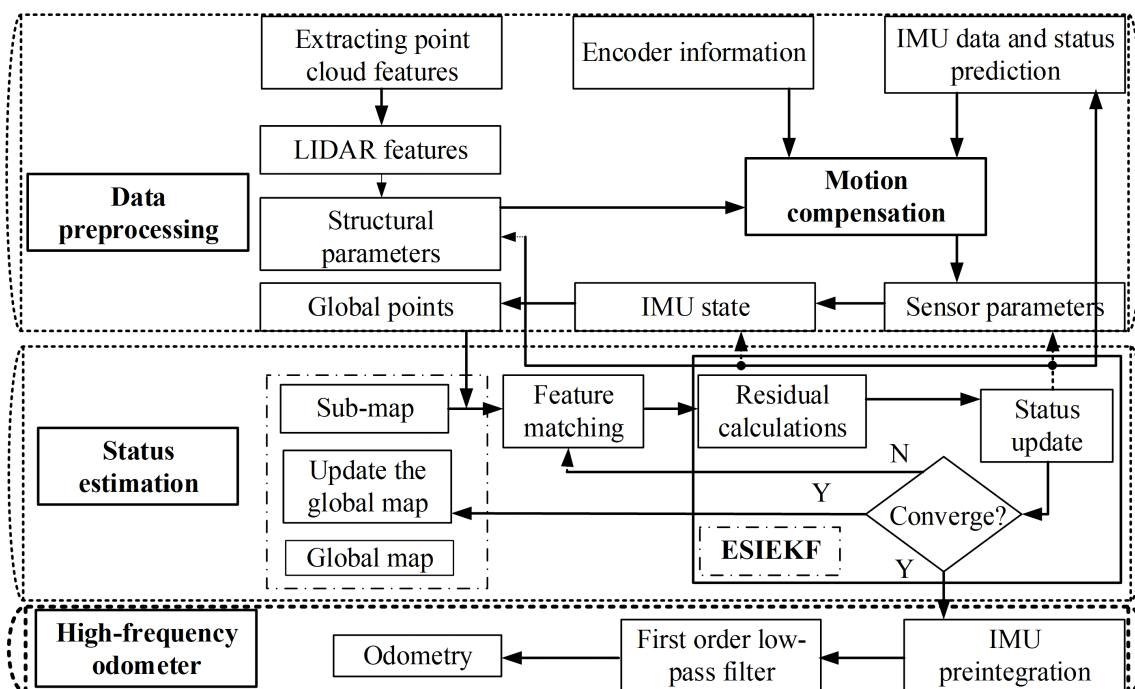 Extracting point
cloud features
Encoder information
IMU data and status
prediction
LIDAR features
Data
preprocessing
Structural
parameters
Motion
compensation
Global points
IMU state
Sensor parameters
Status
estimation
Sub-map
Feature
matching
Residual
calculations
Status
update
Update the
global map
N
Y
Converge?
Global map
ESIEKF
Y
High-frequency
odometer
Odometry
First order low-
pass filter
IMU
preintegration